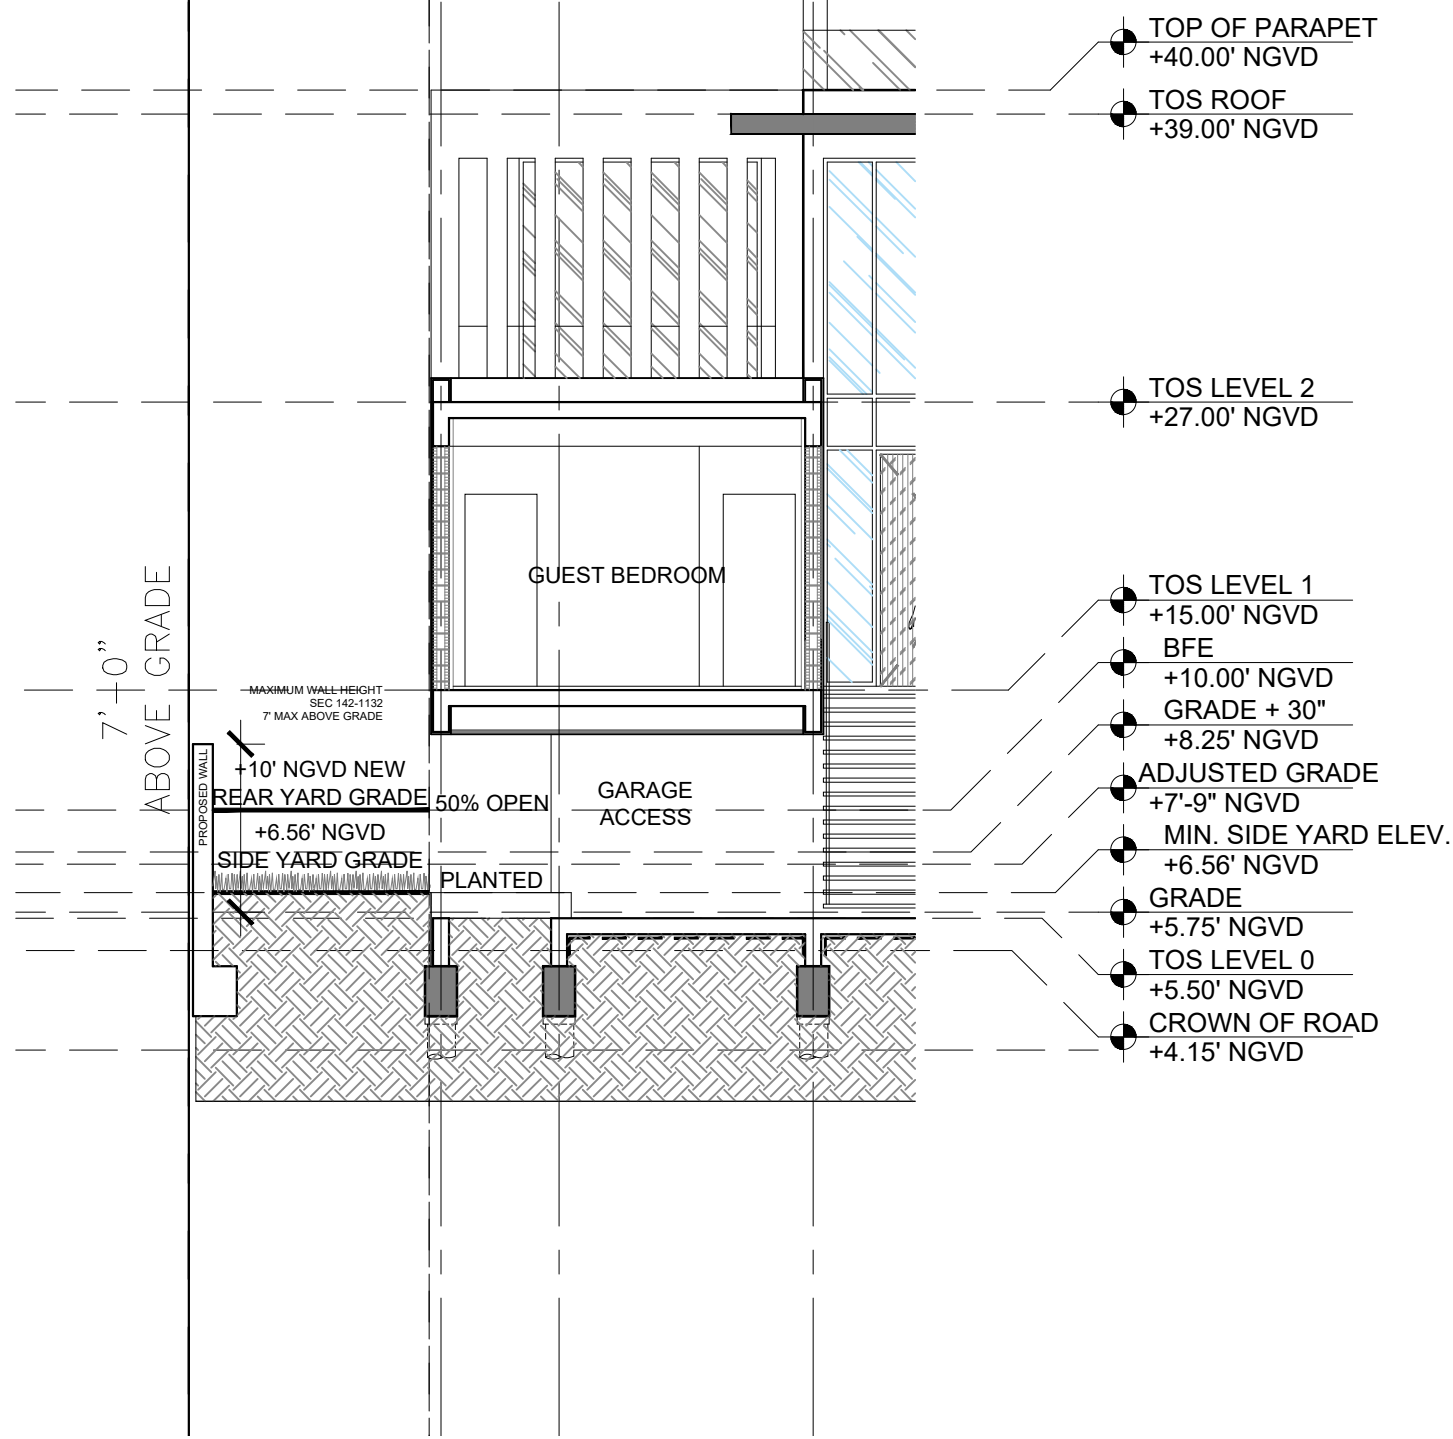 TOP OF PARAPET
+40.00' NGVD
TOS ROOF
+39.00' NGVD
TOS LEVEL 2
+27.00' NGVD
GUEST BEDROOM
TOS LEVEL 1
+15.00' NGVD
BFE
+10.00' NGVD
GRADE + 30"
+8.25' NGVD
ADJUSTED GRADE
+7'-9" NGVD
MIN. SIDE YARD ELEV.
+6.56' NGVD
GRADE
+5.75' NGVD
TOS LEVEL 0
+5.50' NGVD
CROWN OF ROAD
+4.15' NGVD
7'-0"
ABOVE GRADE
MAXIMUM WALL HEIGHT
SEC 142-1132
7' MAX ABOVE GRADE
PROPOSED WALL
+10' NGVD NEW
REAR YARD GRADE
50% OPEN
GARAGE
ACCESS
+6.56' NGVD
SIDE YARD GRADE
PLANTED